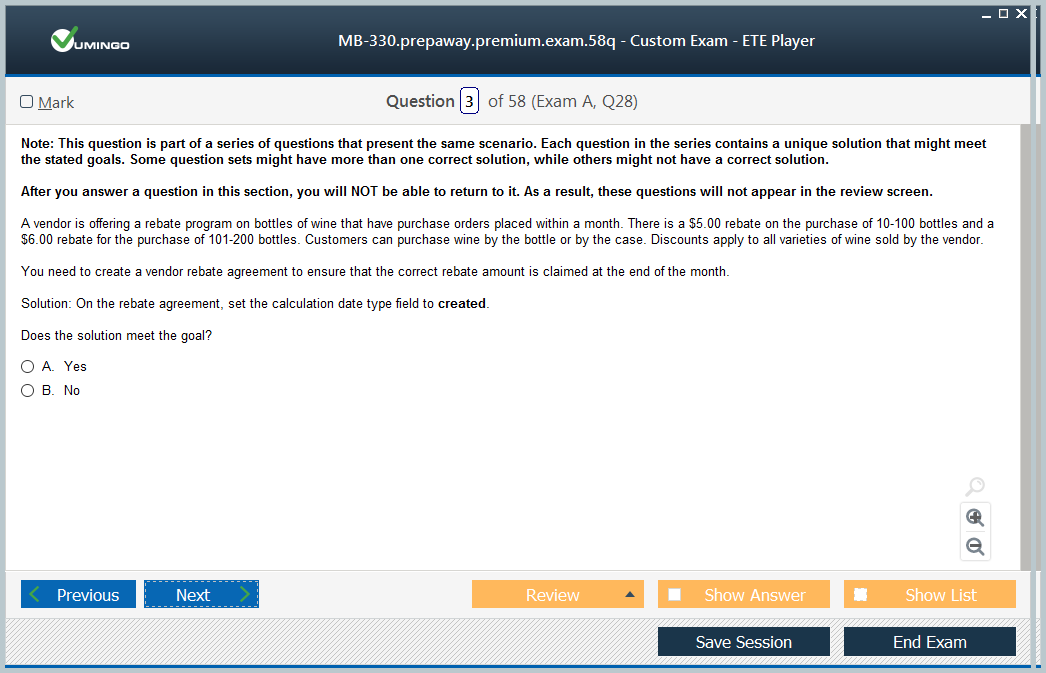 VUMINGO
MB-330.prepaway.premium.exam.58q - Custom Exam - ETE Player
Mark
Question 3 of 58 (Exam A, Q28)
Note: This question is part of a series of questions that present the same scenario. Each question in the series contains a unique solution that might meet
the stated goals. Some question sets might have more than one correct solution, while others might not have a correct solution.
After you answer a question in this section, you will NOT be able to return to it. As a result, these questions will not appear in the review screen.
A vendor is offering a rebate program on bottles of wine that have purchase orders placed within a month. There is a $5.00 rebate on the purchase of 10-100 bottles and a
$6.00 rebate for the purchase of 101-200 bottles. Customers can purchase wine by the bottle or by the case. Discounts apply to all varieties of wine sold by the vendor.
You need to create a vendor rebate agreement to ensure that the correct rebate amount is claimed at the end of the month.
Solution: On the rebate agreement, set the calculation date type field to created.
Does the solution meet the goal?
A. Yes
B. No
Previous
Next
Review
Show Answer
Show List
Save Session
End Exam